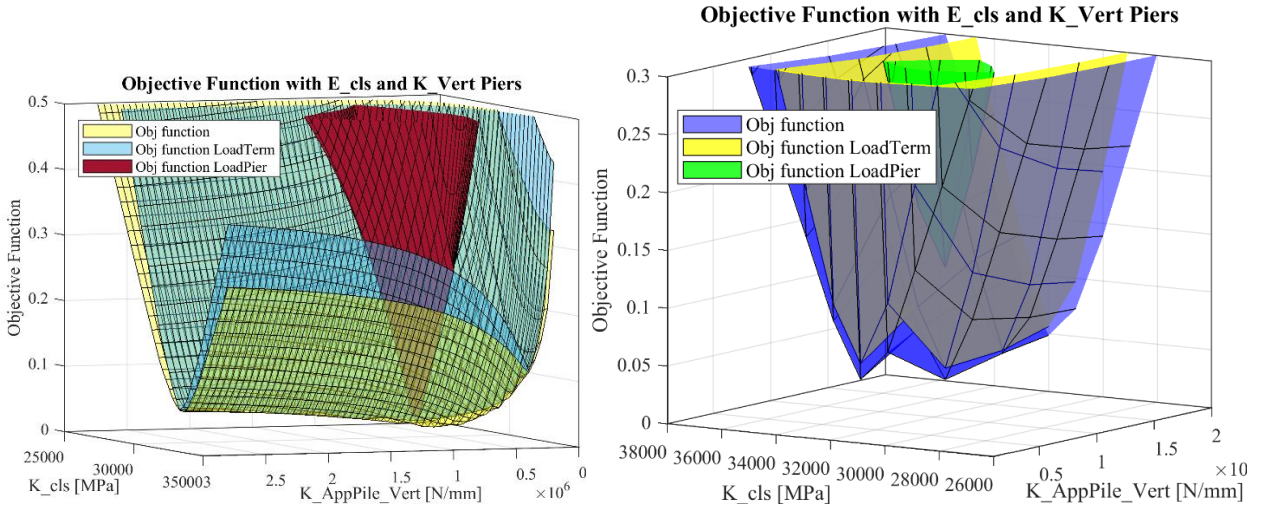 Objective Function with E_cls and K_Vert Piers
0.5
0.4
0.3
0.2
0.1
0
Objective Function
Obj function
Obj function LoadTerm
Obj function LoadPier
25000
30000
350003
2.5
2
1.5
1
0.5
0
×10^6
K_cls [MPa]
K_AppPile_Vert [N/mm]
Objective Function with E_cls and K_Vert Piers
0.3
0.25
0.2
0.15
0.1
0.05
0
Objective Function
Obj function
Obj function LoadTerm
Obj function LoadPier
38000
36000
34000
32000
30000
28000
26000
0.5
1
1.5
2
×10
K_cls [MPa]
K_AppPile_Vert [N/mm]